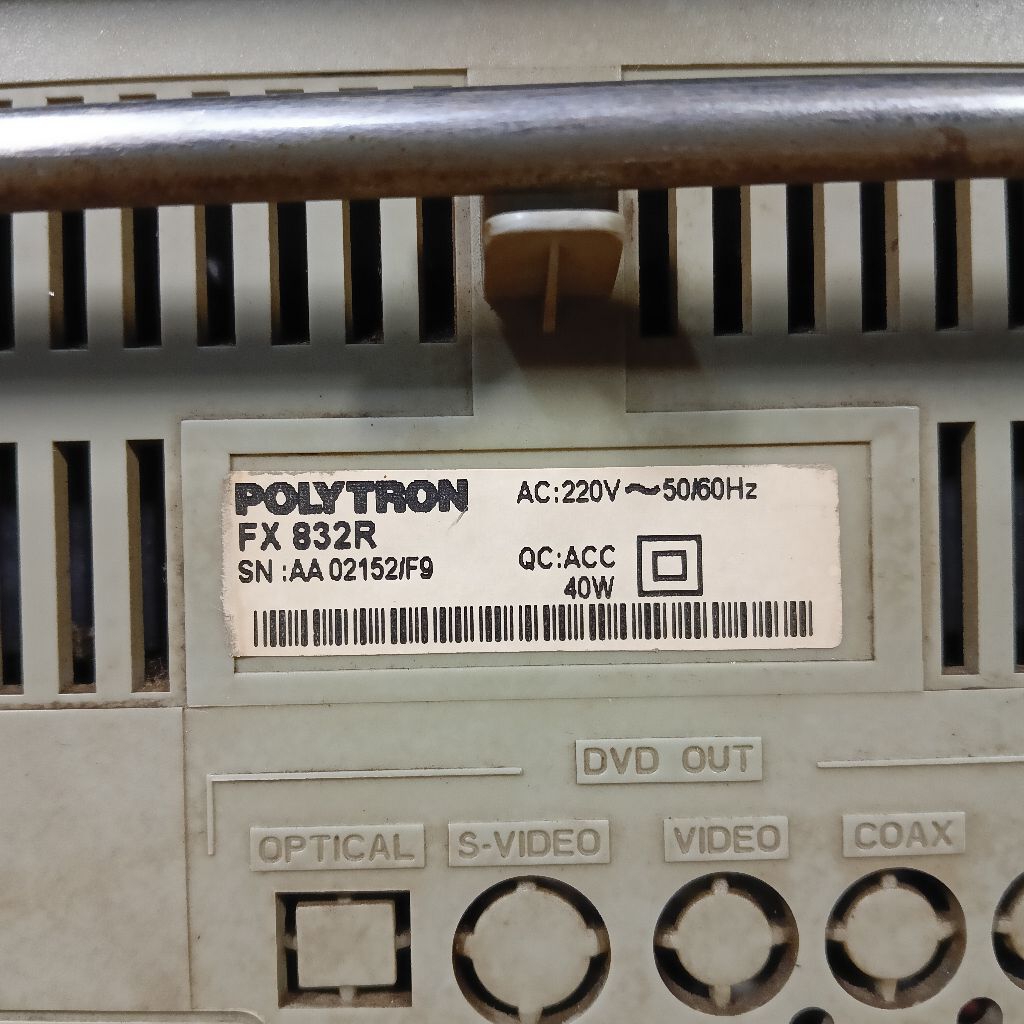 POLYTRON AC:220V～50/60Hz
FX 832R
SN :AA 02152/F9 QC:ACC
40W
DVD OUT
OPTICAL S-VIDEO VIDEO COAX